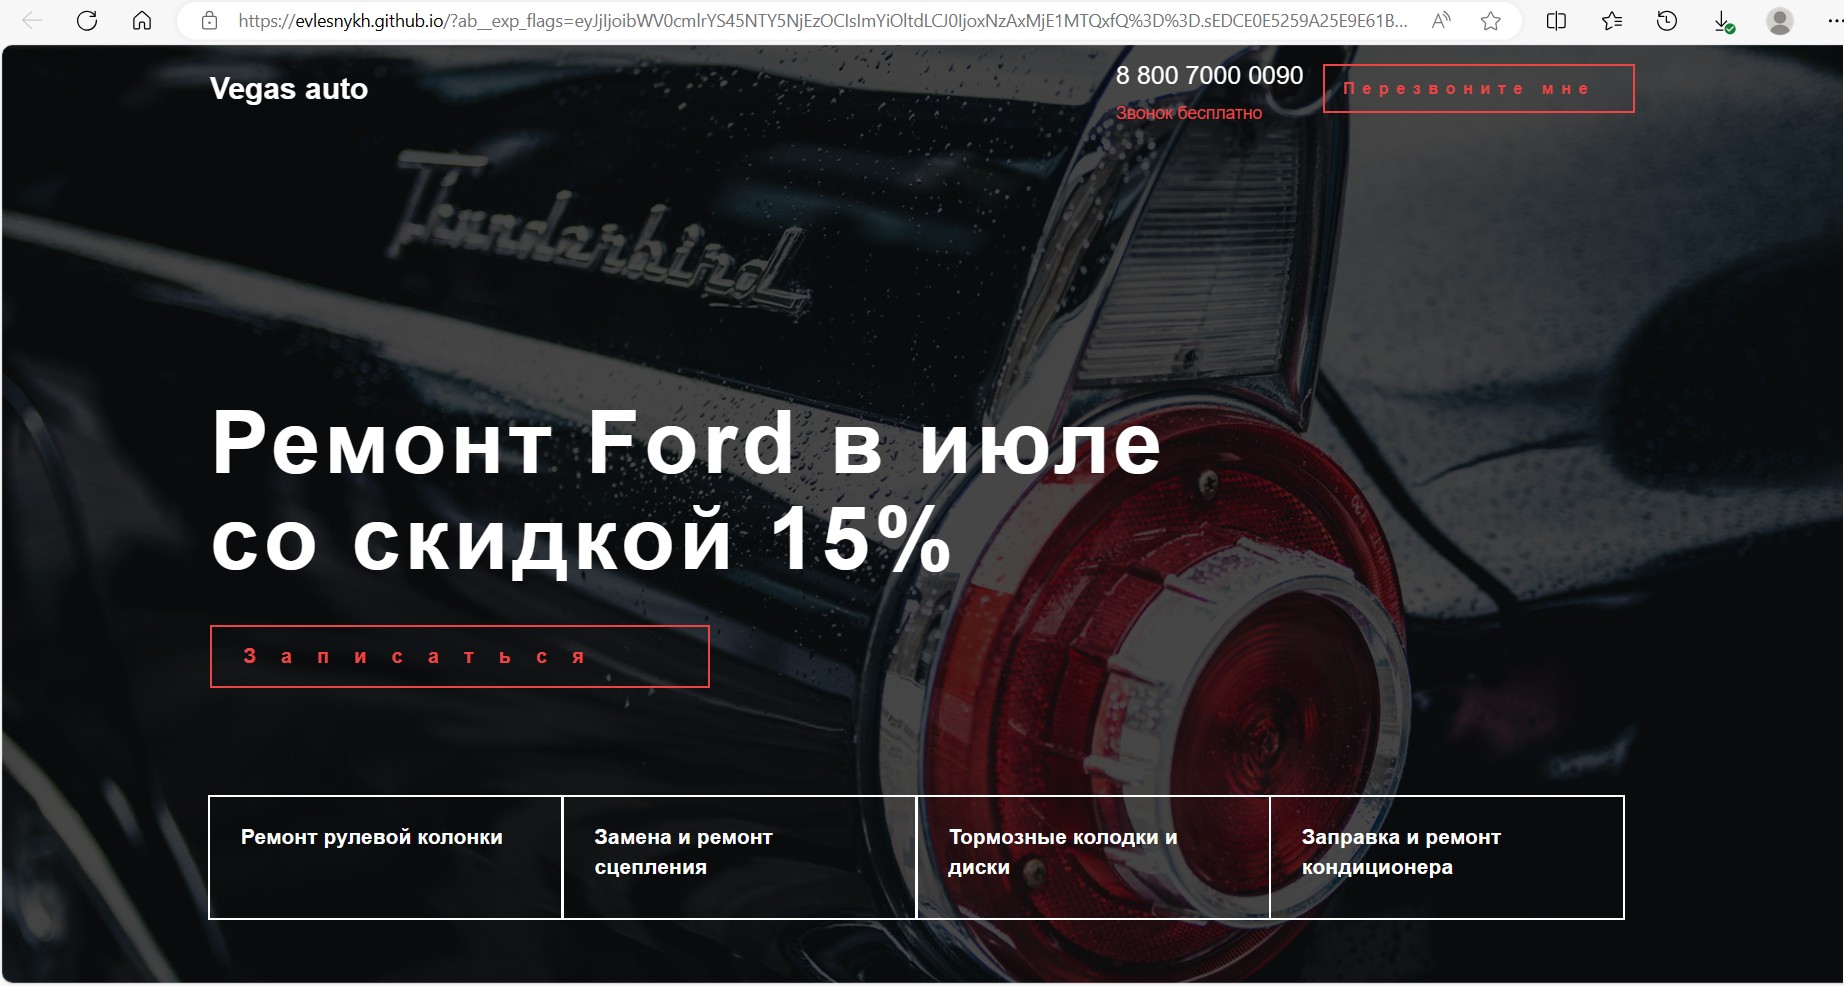 https://evlesnykh.github.io/?ab__exp_flags=eyJjIjoibWV0cmlrYS45NTY5NjEzOCIsImYiOltdLCJ0IjoxNzAxMjE1MTQxfQ%3D%3D.sEDCE0E5259A25E9E61B...
Vegas auto
8 800 7000 0090
Звонок бесплатно
Перезвоните мне
Thunderbird
Ремонт Ford в июле
со скидкой 15%
Записаться
Ремонт рулевой колонки
Замена и ремонт
сцепления
Тормозные колодки и
диски
Заправка и ремонт
кондиционера